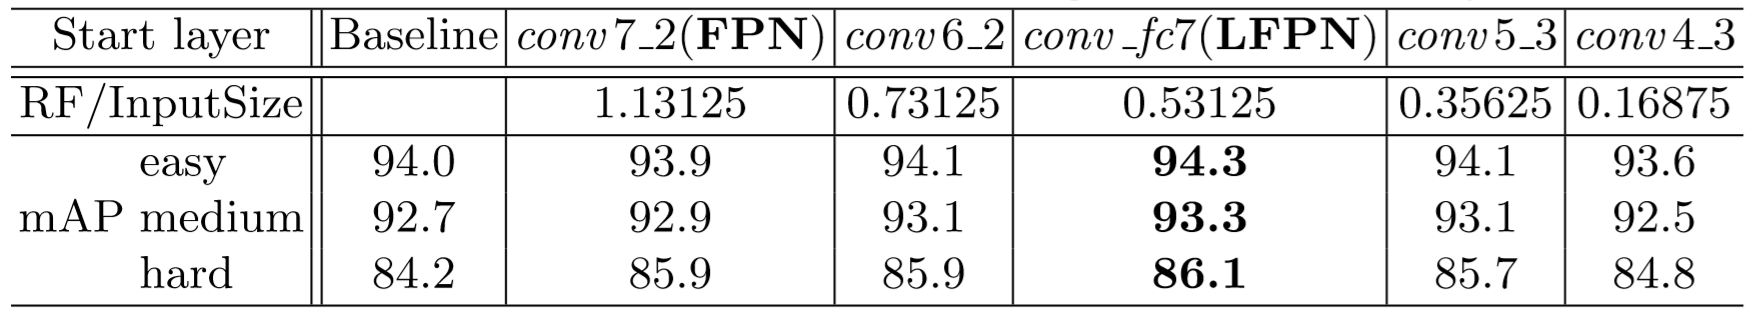 Start layer Baseline conv7_2(FPN) conv6_2 conv_fc7(LFPN) conv5_3 conv4_3
RF/InputSize 1.13125 0.73125 0.53125 0.35625 0.16875
easy 94.0 93.9 94.1 94.3 94.1 93.6
mAP medium 92.7 92.9 93.1 93.3 93.1 92.5
hard 84.2 85.9 85.9 86.1 85.7 84.8